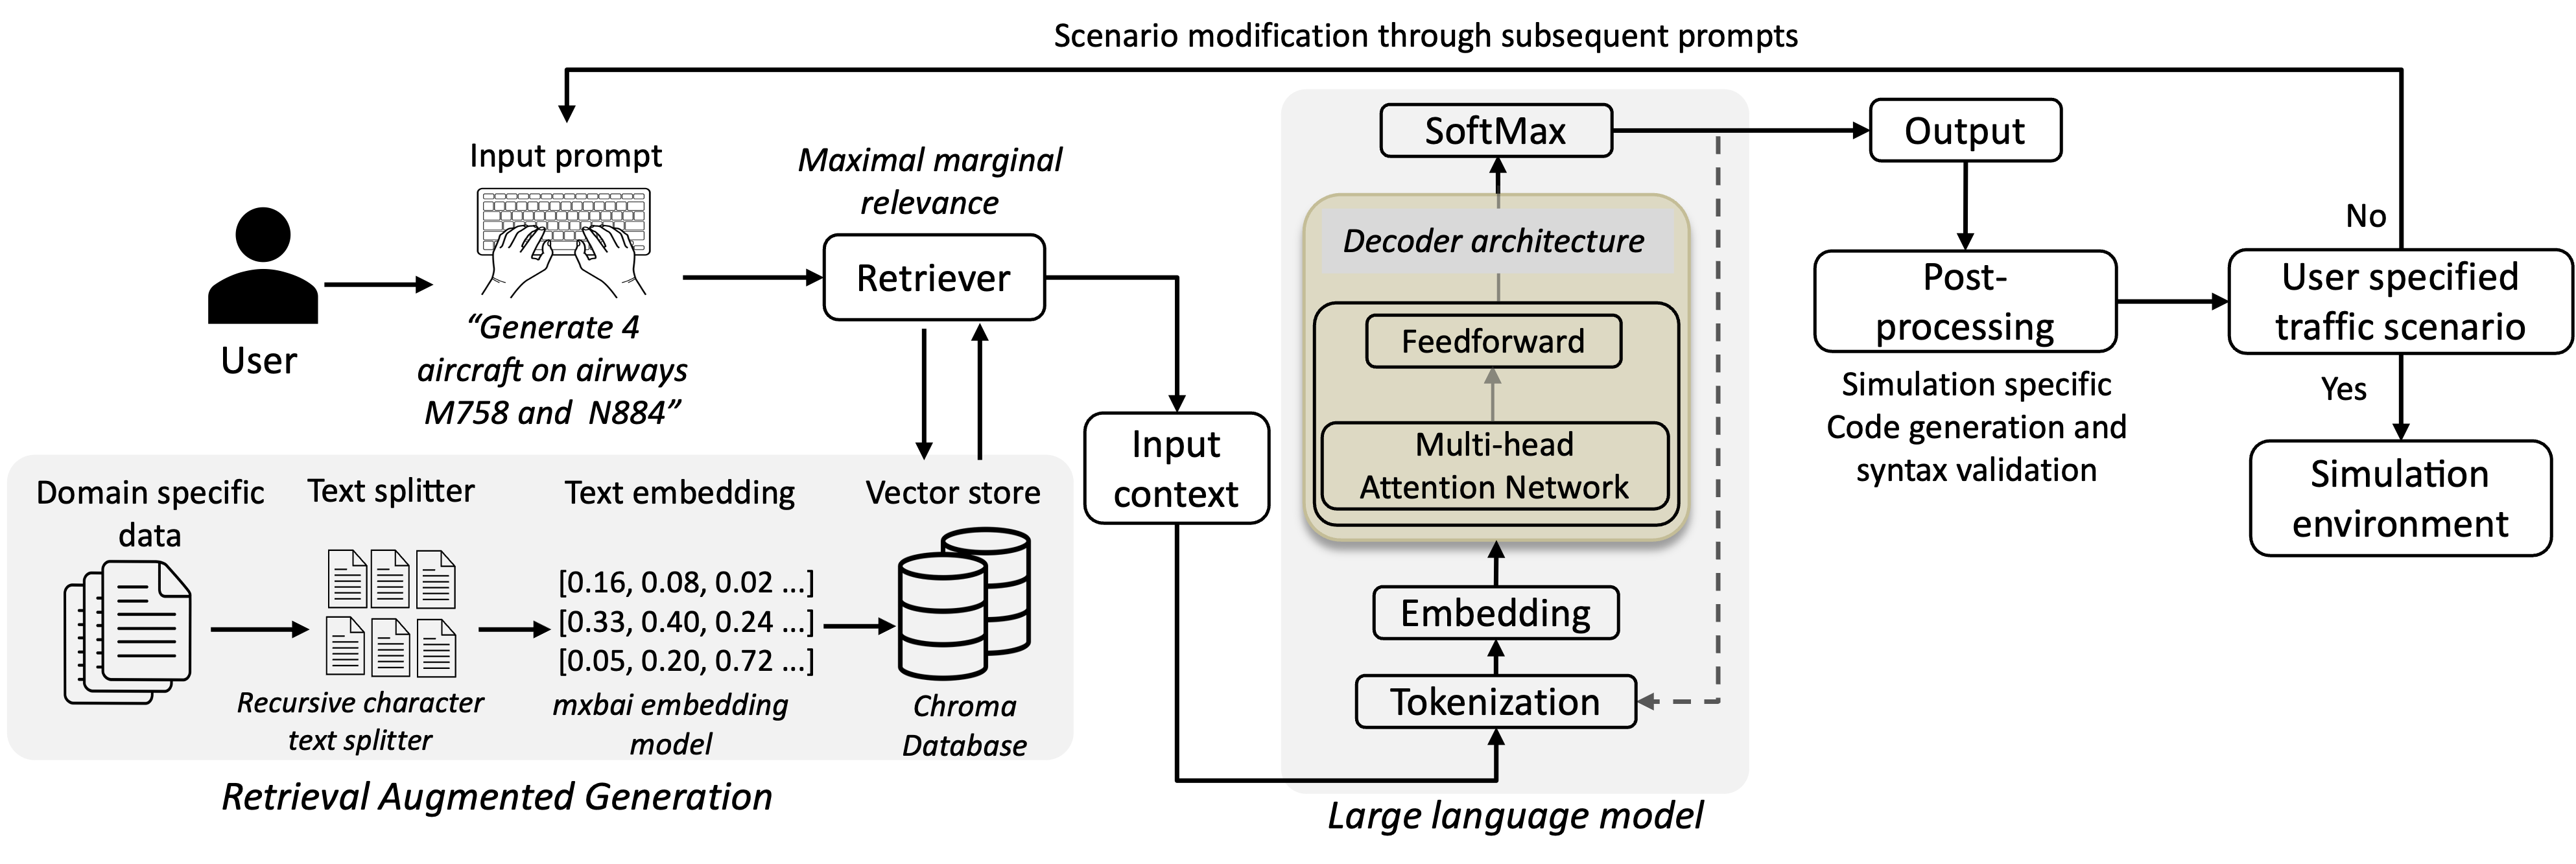 Scenario modification through subsequent prompts
Input prompt
User
“Generate 4
aircraft on airways
M758 and  N884”
Maximal marginal
relevance
Retriever
Domain specific
data
Text splitter
Recursive character
text splitter
Text embedding
[0.16, 0.08, 0.02 ...]
[0.33, 0.40, 0.24 ...]
[0.05, 0.20, 0.72 ...]
mxbai embedding
model
Vector store
Chroma
Database
Retrieval Augmented Generation
Input
context
SoftMax
Decoder architecture
Feedforward
Multi-head
Attention Network
Embedding
Tokenization
Large language model
Output
Post-
processing
Simulation specific
Code generation and
syntax validation
No
User specified
traffic scenario
Yes
Simulation
environment